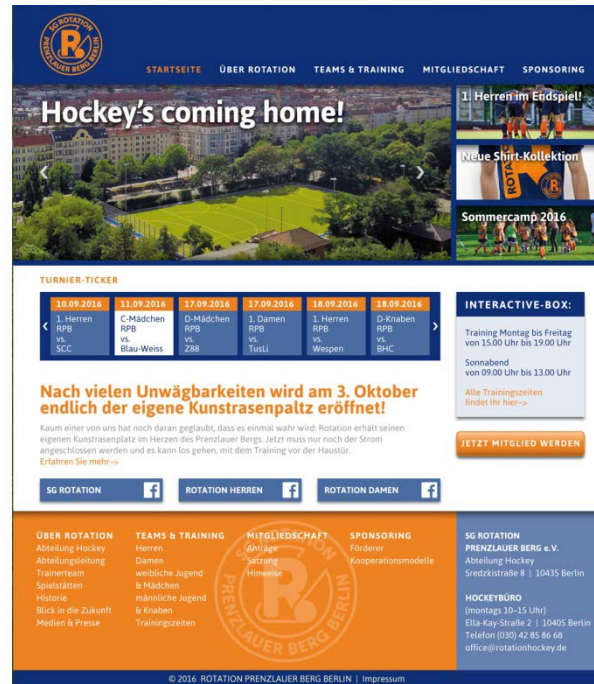 SG ROTATION
PRENZLAUER BERG BERLIN
R
STARTSEITE ÜBER ROTATION TEAMS & TRAINING MITGLIEDSCHAFT SPONSORING
Hockey’s coming home!
1. Herren im Endspiel!
Neue Shirt-Kollektion
Sommercamp 2016
TURNIER-TICKER
10.09.2016
1. Herren
RPB
vs.
SCC
11.09.2016
C-Mädchen
RPB
vs.
Blau-Weiss
17.09.2016
D-Mädchen
RPB
vs.
Z88
17.09.2016
1. Damen
RPB
vs.
TusLi
18.09.2016
1. Herren
RPB
vs.
Wespen
18.09.2016
D-Knaben
RPB
vs.
BHC
INTERACTIVE-BOX:
Training Montag bis Freitag
von 15.00 Uhr bis 19.00 Uhr
Sonnabend
von 09.00 Uhr bis 13.00 Uhr
Alle Trainingszeiten
findet Ihr hier–>
JETZT MITGLIED WERDEN
Nach vielen Unwägbarkeiten wird am 3. Oktober
endlich der eigene Kunstrasenpaltz eröffnet!
Kaum einer von uns hat noch daran geglaubt, dass es einmal wahr wird: Rotation erhält seinen
eigenen Kunstrasenplatz im Herzen des Prenzlauer Bergs. Jetzt muss nur noch der Strom
angeschlossen werden und es kann los gehen, mit dem Training vor der Haustür.
Erfahren Sie mehr–>
SG ROTATION f
ROTATION HERREN f
ROTATION DAMEN f
ÜBER ROTATION
Abteilung Hockey
Abteilungsleitung
Trainerteam
Spielstätten
Historie
Blick in die Zukunft
Medien & Presse
TEAMS & TRAINING
Herren
Damen
weibliche Jugend
& Mädchen
männliche Jugend
& Knaben
Trainingszeiten
MITGLIEDSCHAFT
Anträge
Satzung
Hinweise
SPONSORING
Förderer
Kooperationsmodelle
SG ROTATION
PRENZLAUER BERG BERLIN
SG ROTATION
PRENZLAUER BERG e.V.
Abteilung Hockey
Sredzkistraße 8 | 10435 Berlin
HOCKEYBÜRO
(montags 10–15 Uhr)
Ella-Kay-Straße 2 | 10405 Berlin
Telefon (030) 42 85 86 68
office@rotationhockey.de
© 2016 ROTATION PRENZLAUER BERG BERLIN | Impressum